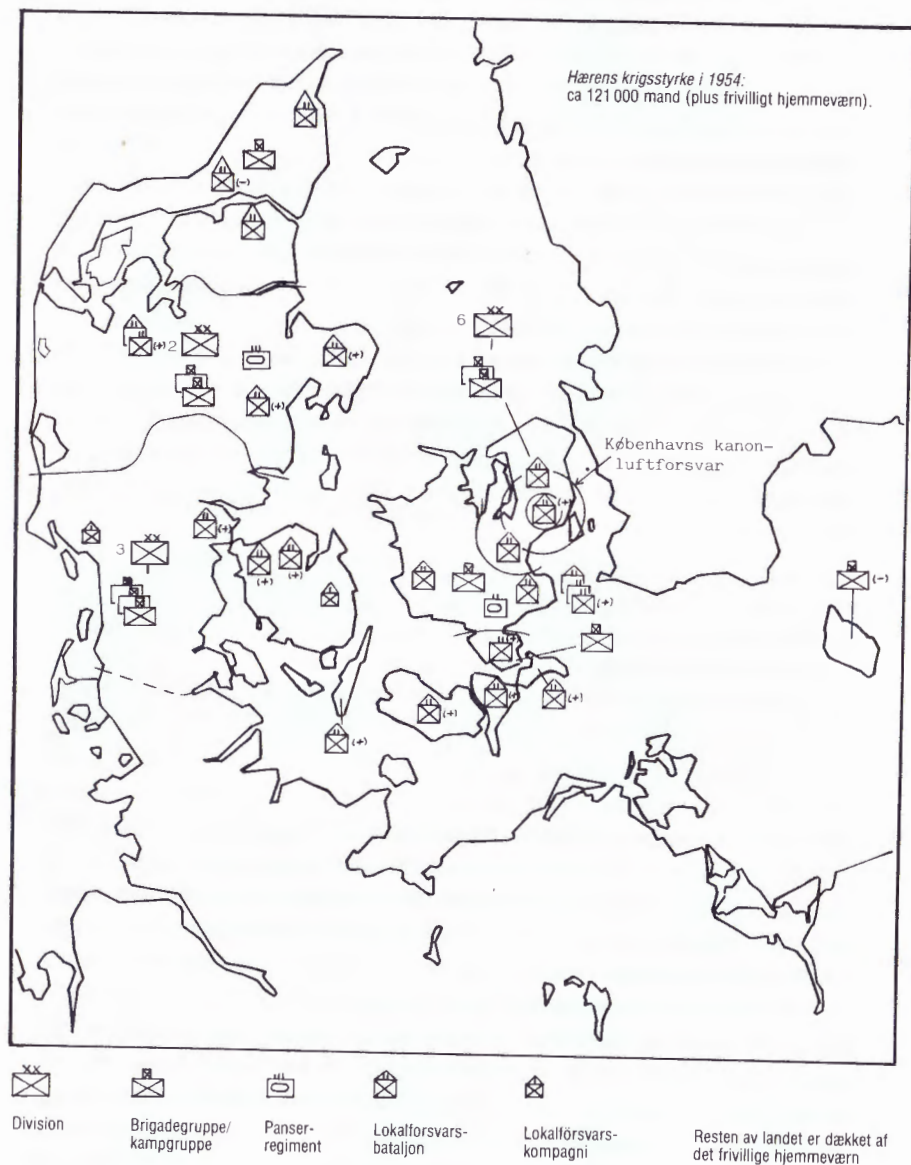 Hærens krigsstyrke i 1954:
ca 121 000 mand (plus frivilligt hjemmeværn).
(-)
6
(+)
2
(+)
(+)
Københavns kanon-
luftforsvar
(+)
3
(+)
(+)
(+)
(+)
(-)
(+)
(+)
(+)
(+)
(+)
Division
Brigadegruppe/
kampgruppe
Panser-
regiment
Lokalforsvars-
bataljon
Lokalförsvars-
kompagni
Resten av landet er dækket af
det frivillige hjemmeværn